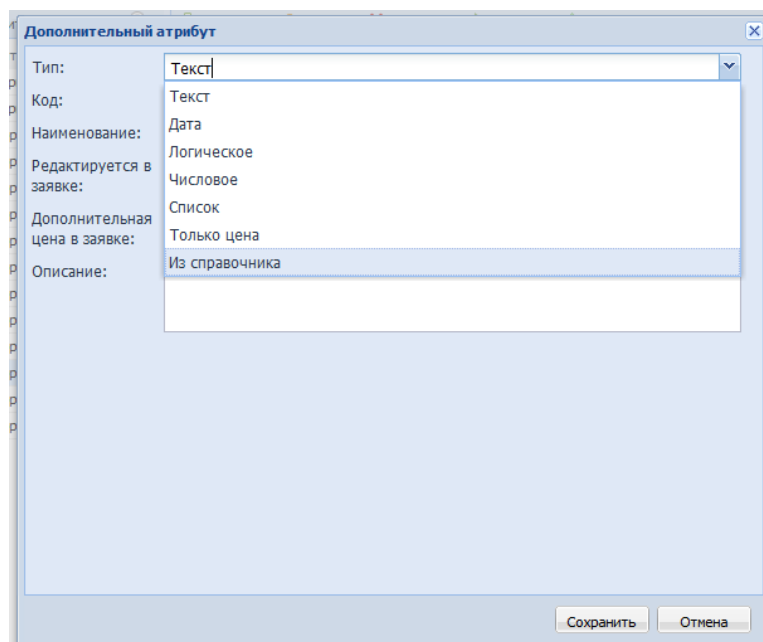 Дополнительный атрибут
Тип:
Текст
Код:
Текст
Дата
Наименование:
Логическое
Редактируется в
заявке:
Числовое
Список
Дополнительная
цена в заявке:
Только цена
Описание:
Из справочника
Сохранить
Отмена